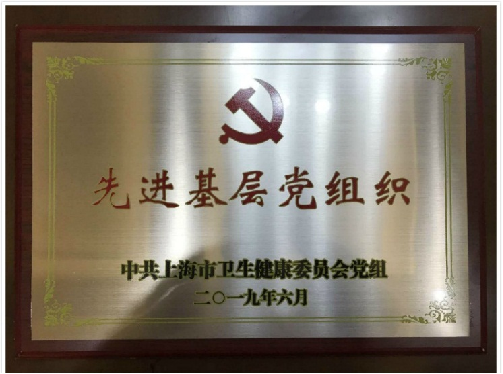 先进基层党组织
中共上海市卫生健康委员会党组
二〇一九年六月